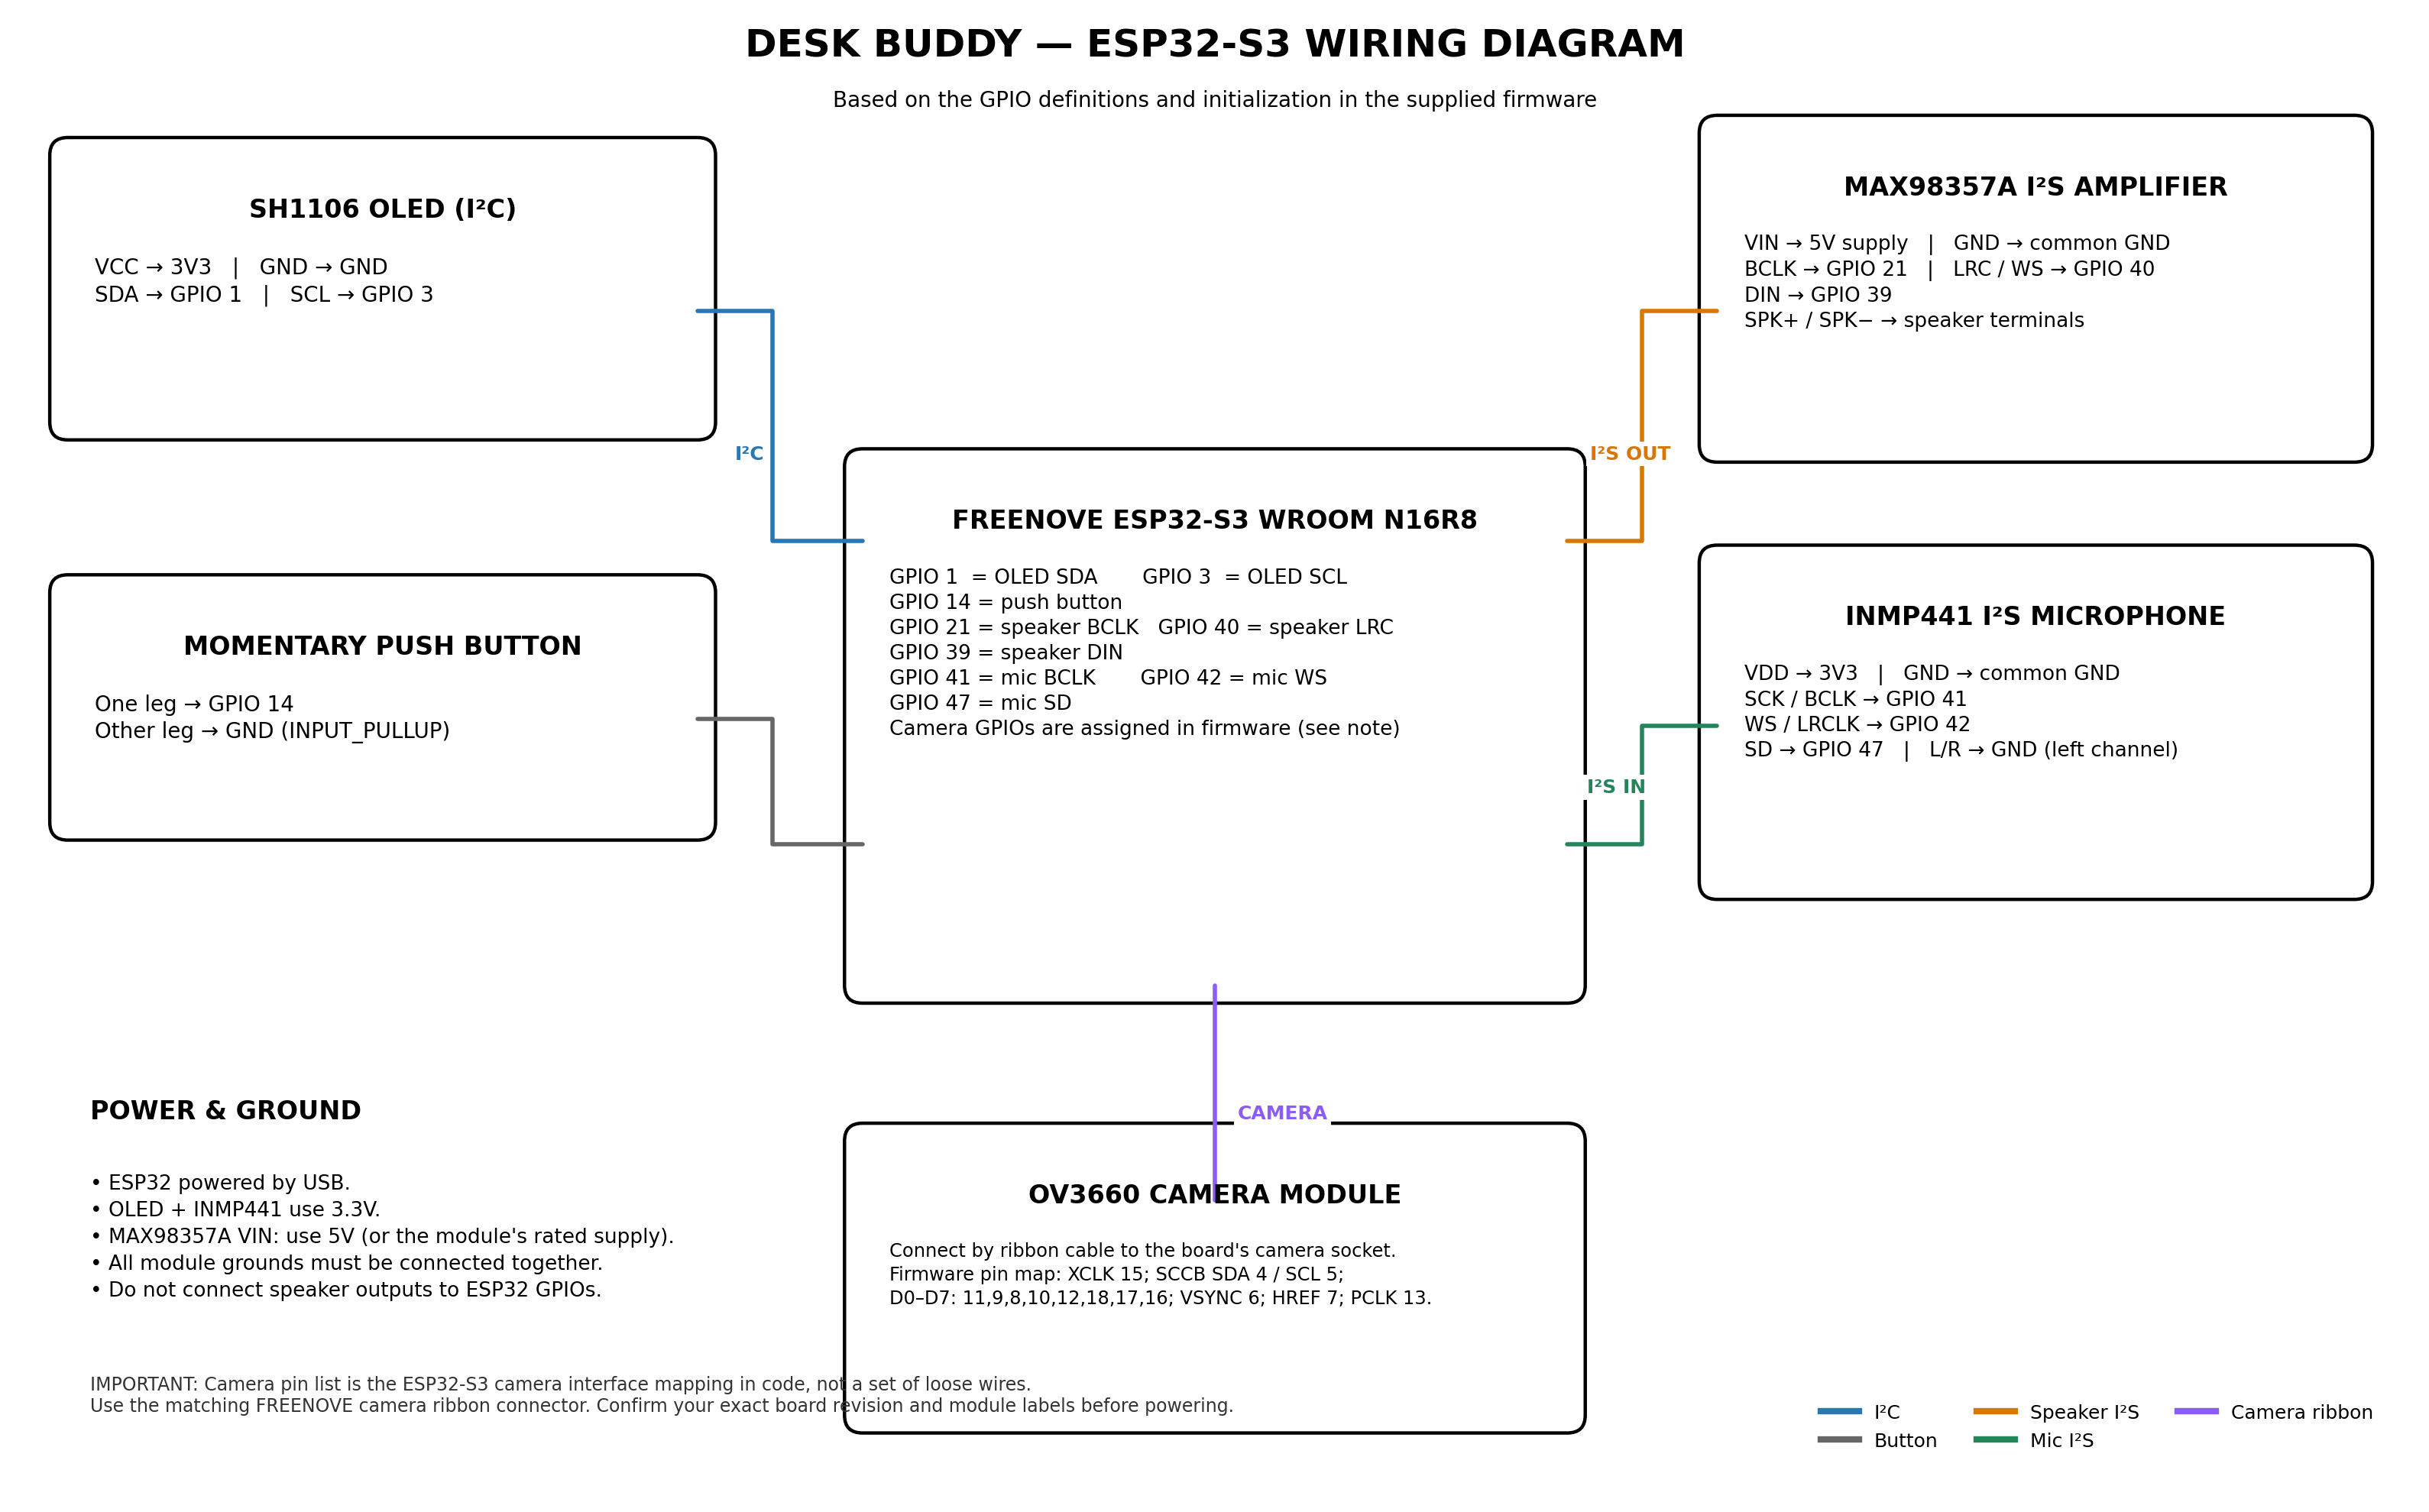 DESK BUDDY — ESP32-S3 WIRING DIAGRAM
Based on the GPIO definitions and initialization in the supplied firmware
SH1106 OLED (I²C)
VCC → 3V3 | GND → GND
SDA → GPIO 1 | SCL → GPIO 3
MAX98357A I²S AMPLIFIER
VIN → 5V supply | GND → common GND
BCLK → GPIO 21 | LRC / WS → GPIO 40
DIN → GPIO 39
SPK+ / SPK− → speaker terminals
I²C
I²S OUT
FREENOVE ESP32-S3 WROOM N16R8
GPIO 1 = OLED SDA GPIO 3 = OLED SCL
GPIO 14 = push button
GPIO 21 = speaker BCLK GPIO 40 = speaker LRC
GPIO 39 = speaker DIN
GPIO 41 = mic BCLK GPIO 42 = mic WS
GPIO 47 = mic SD
Camera GPIOs are assigned in firmware (see note)
MOMENTARY PUSH BUTTON
One leg → GPIO 14
Other leg → GND (INPUT_PULLUP)
INMP441 I²S MICROPHONE
VDD → 3V3 | GND → common GND
SCK / BCLK → GPIO 41
WS / LRCLK → GPIO 42
SD → GPIO 47 | L/R → GND (left channel)
I²S IN
POWER & GROUND
• ESP32 powered by USB.
• OLED + INMP441 use 3.3V.
• MAX98357A VIN: use 5V (or the module's rated supply).
• All module grounds must be connected together.
• Do not connect speaker outputs to ESP32 GPIOs.
CAMERA
OV3660 CAMERA MODULE
Connect by ribbon cable to the board's camera socket.
Firmware pin map: XCLK 15; SCCB SDA 4 / SCL 5;
D0–D7: 11,9,8,10,12,18,17,16; VSYNC 6; HREF 7; PCLK 13.
IMPORTANT: Camera pin list is the ESP32-S3 camera interface mapping in code, not a set of loose wires.
Use the matching FREENOVE camera ribbon connector. Confirm your exact board revision and module labels before powering.
I²C
Speaker I²S
Camera ribbon
Button
Mic I²S